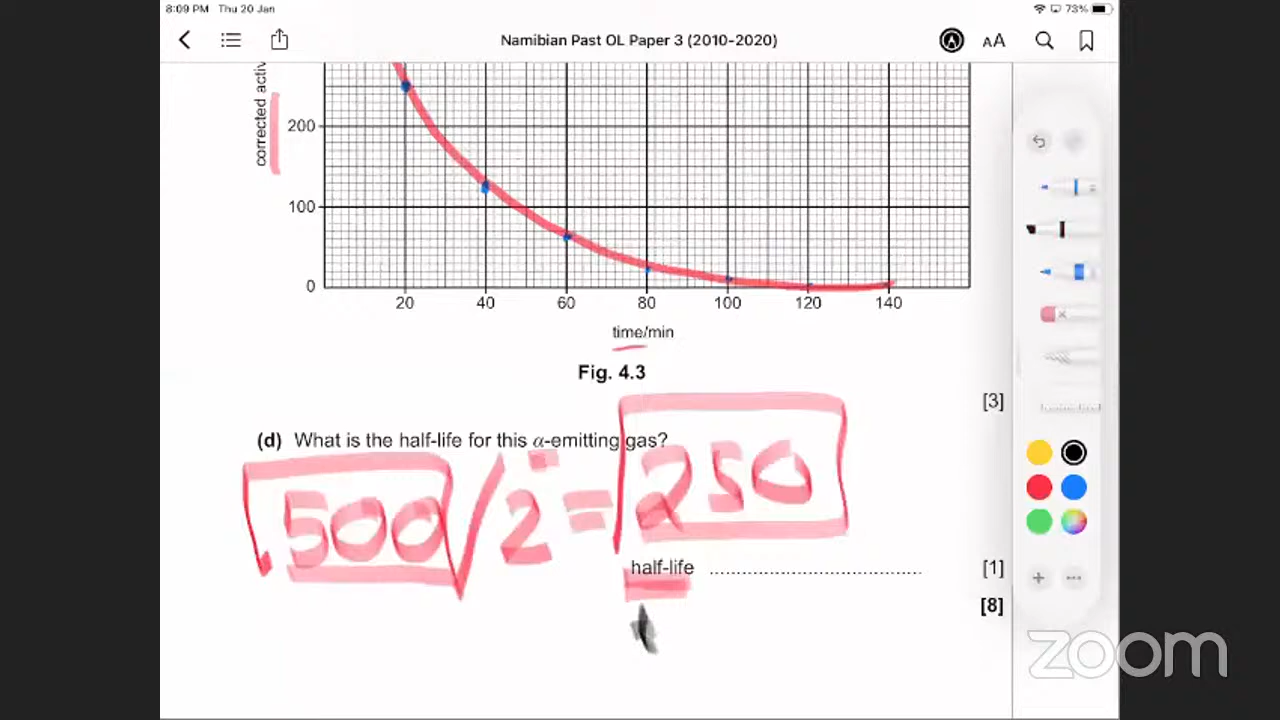 8:09 PM Thu 20 Jan
73%
Namibian Past OL Paper 3 (2010-2020)
AA
corrected activ
200
100
0
20 40 60 80 100 120 140
time/min
Fig. 4.3
[3]
(d) What is the half-life for this α-emitting gas?
500/2 = 250
half-life ........................................ [1]
[8]
zoom